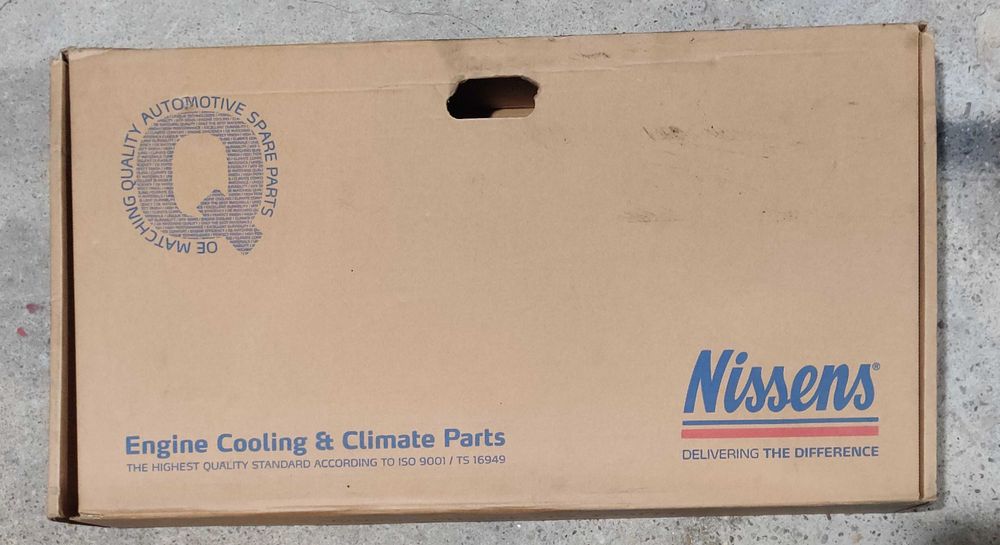 OE MATCHING QUALITY AUTOMOTIVE SPARE PARTS
Nissens®
DELIVERING THE DIFFERENCE
Engine Cooling & Climate Parts
THE HIGHEST QUALITY STANDARD ACCORDING TO ISO 9001 / TS 16949